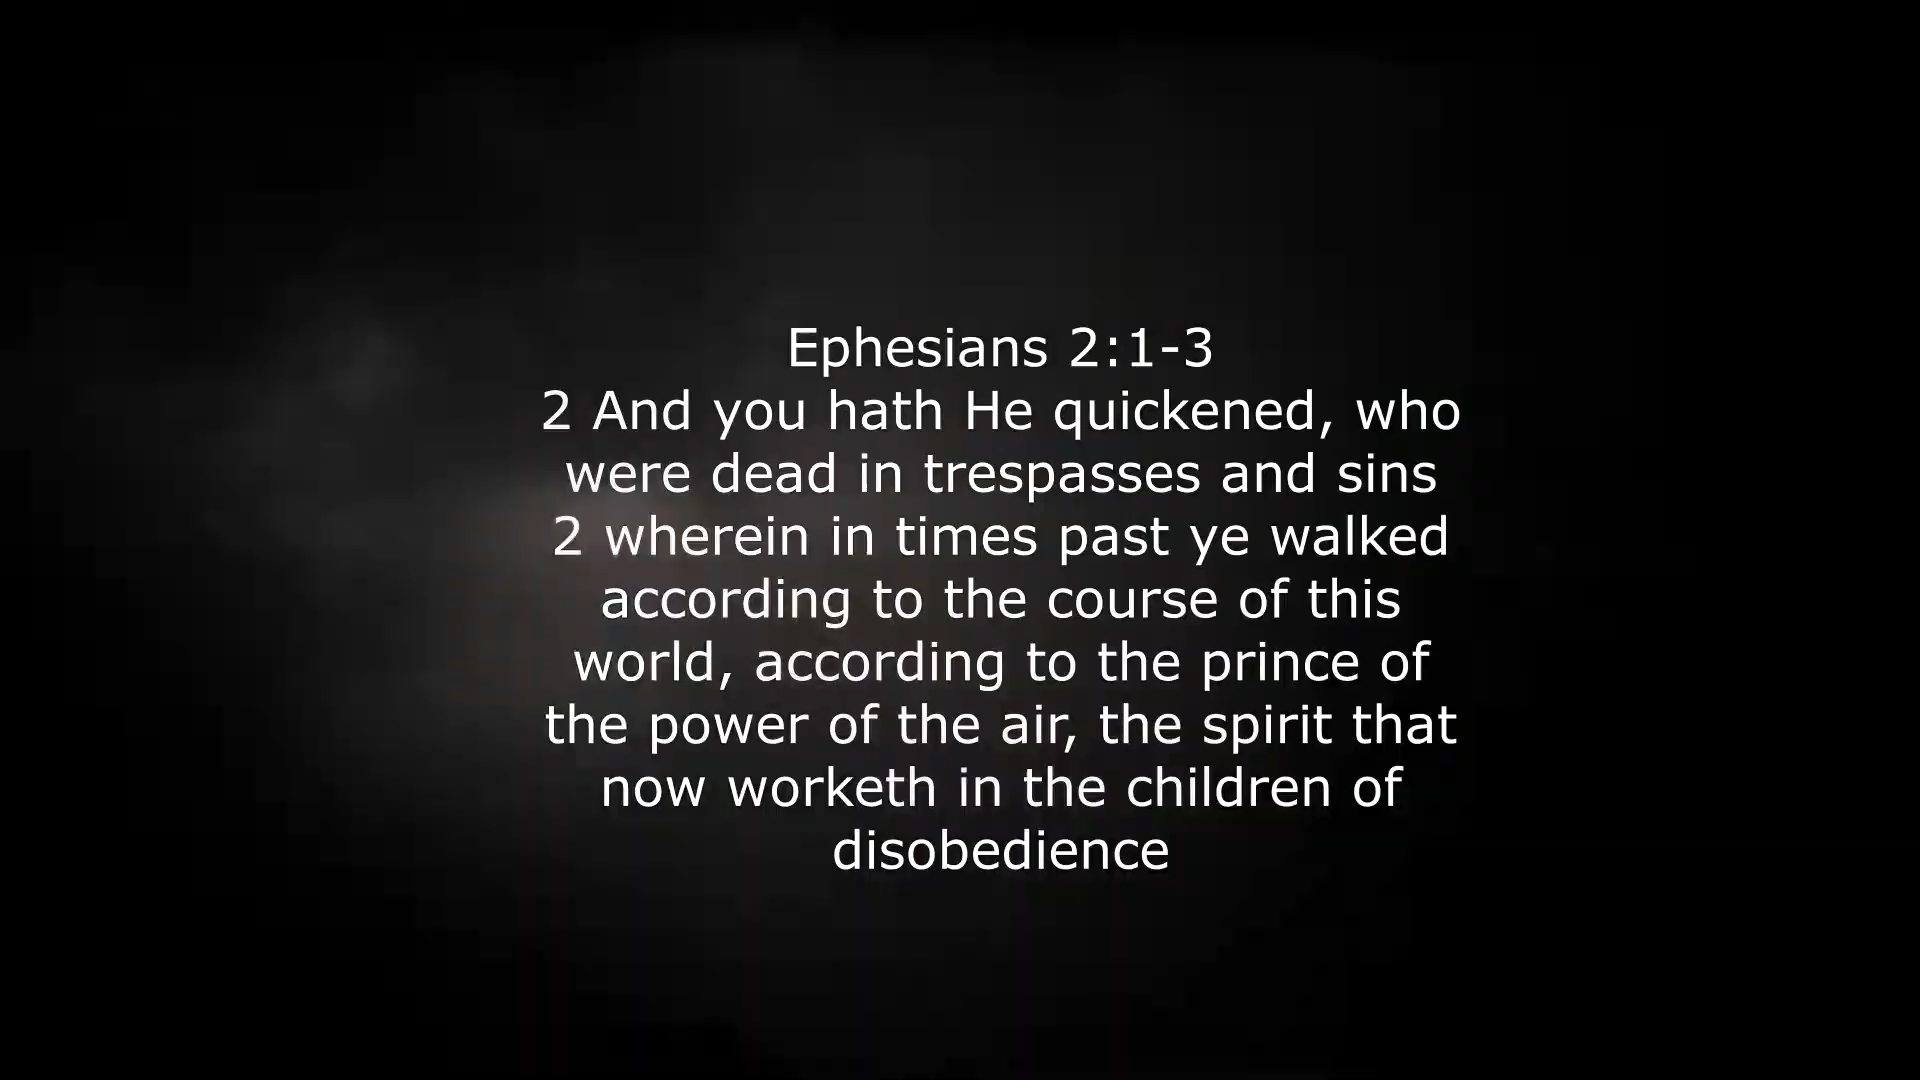 Ephesians 2:1-3
2 And you hath He quickened, who
were dead in trespasses and sins
2 wherein in times past ye walked
according to the course of this
world, according to the prince of
the power of the air, the spirit that
now worketh in the children of
disobedience